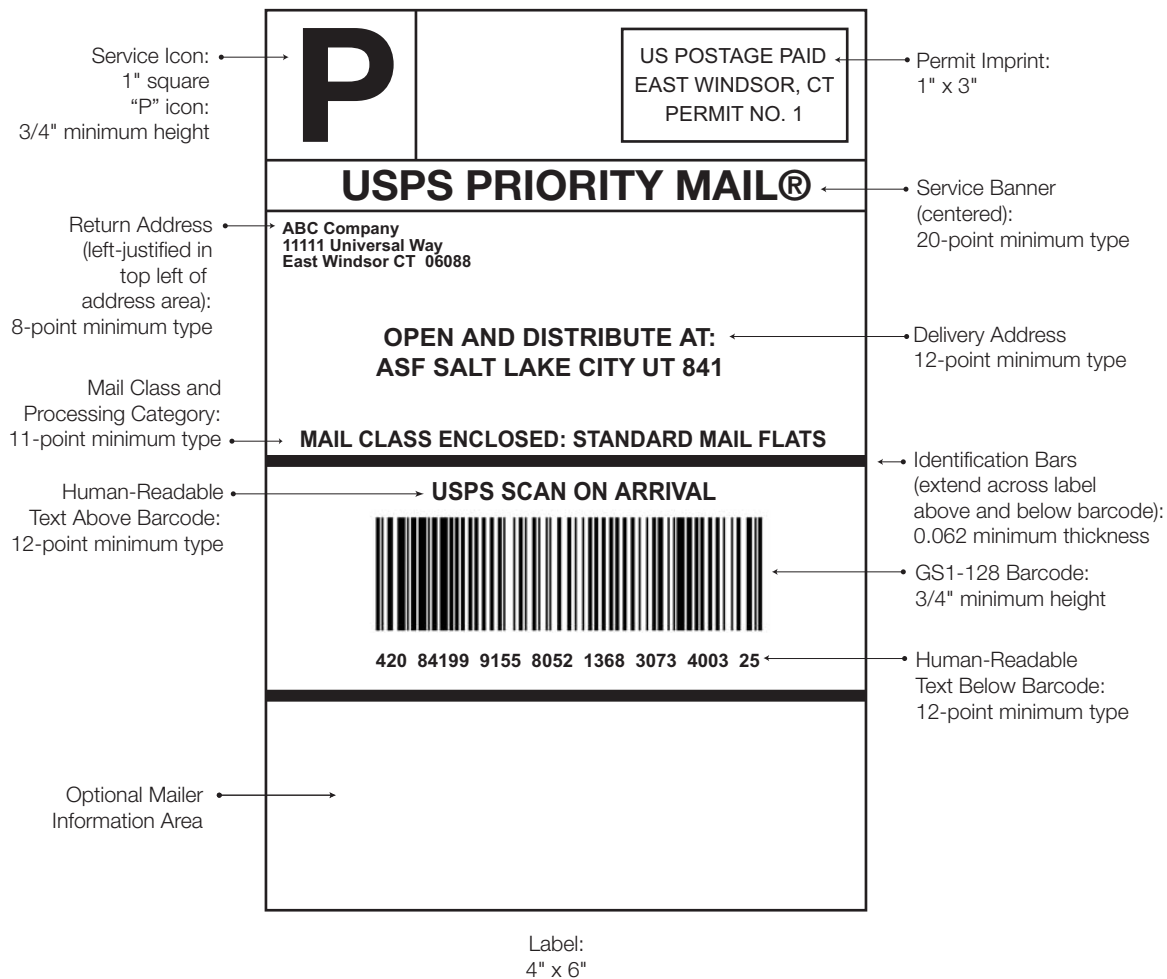 Service Icon:
1" square
“P” icon:
3/4" minimum height
P
US POSTAGE PAID
EAST WINDSOR, CT
PERMIT NO. 1
Permit Imprint:
1" x 3"
USPS PRIORITY MAIL®
Service Banner
(centered):
20-point minimum type
Return Address
(left-justified in
top left of
address area):
8-point minimum type
ABC Company
11111 Universal Way
East Windsor CT 06088
OPEN AND DISTRIBUTE AT:
ASF SALT LAKE CITY UT 841
Delivery Address
12-point minimum type
Mail Class and
Processing Category:
11-point minimum type
MAIL CLASS ENCLOSED: STANDARD MAIL FLATS
Identification Bars
(extend across label
above and below barcode):
0.062 minimum thickness
Human-Readable
Text Above Barcode:
12-point minimum type
USPS SCAN ON ARRIVAL
GS1-128 Barcode:
3/4" minimum height
420 84199 9155 8052 1368 3073 4003 25
Human-Readable
Text Below Barcode:
12-point minimum type
Optional Mailer
Information Area
Label:
4" x 6"